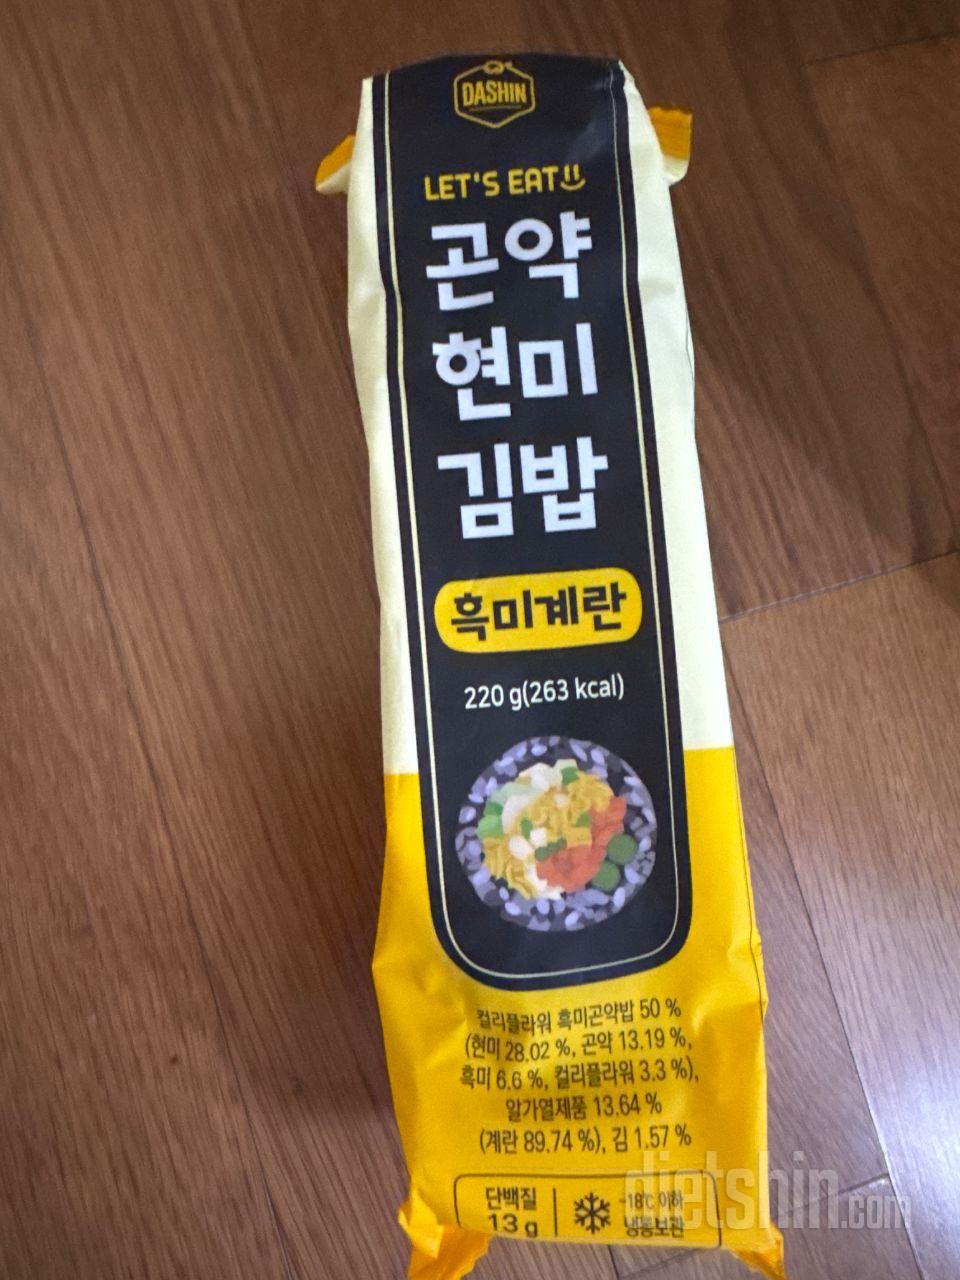 DASHIN
LET'S EAT
곤약
현미
김밥
흑미계란
220 g(263 kcal)
컬리플라워 흑미곤약밥 50 %
(현미 28.02 %, 곤약 13.19 %,
흑미 6.6 %, 컬리플라워 3.3 %),
알가열제품 13.64 %
(계란 89.74 %), 김 1.57 %
단백질
13 g
-18℃ 이하
냉동보관
dietshin.com